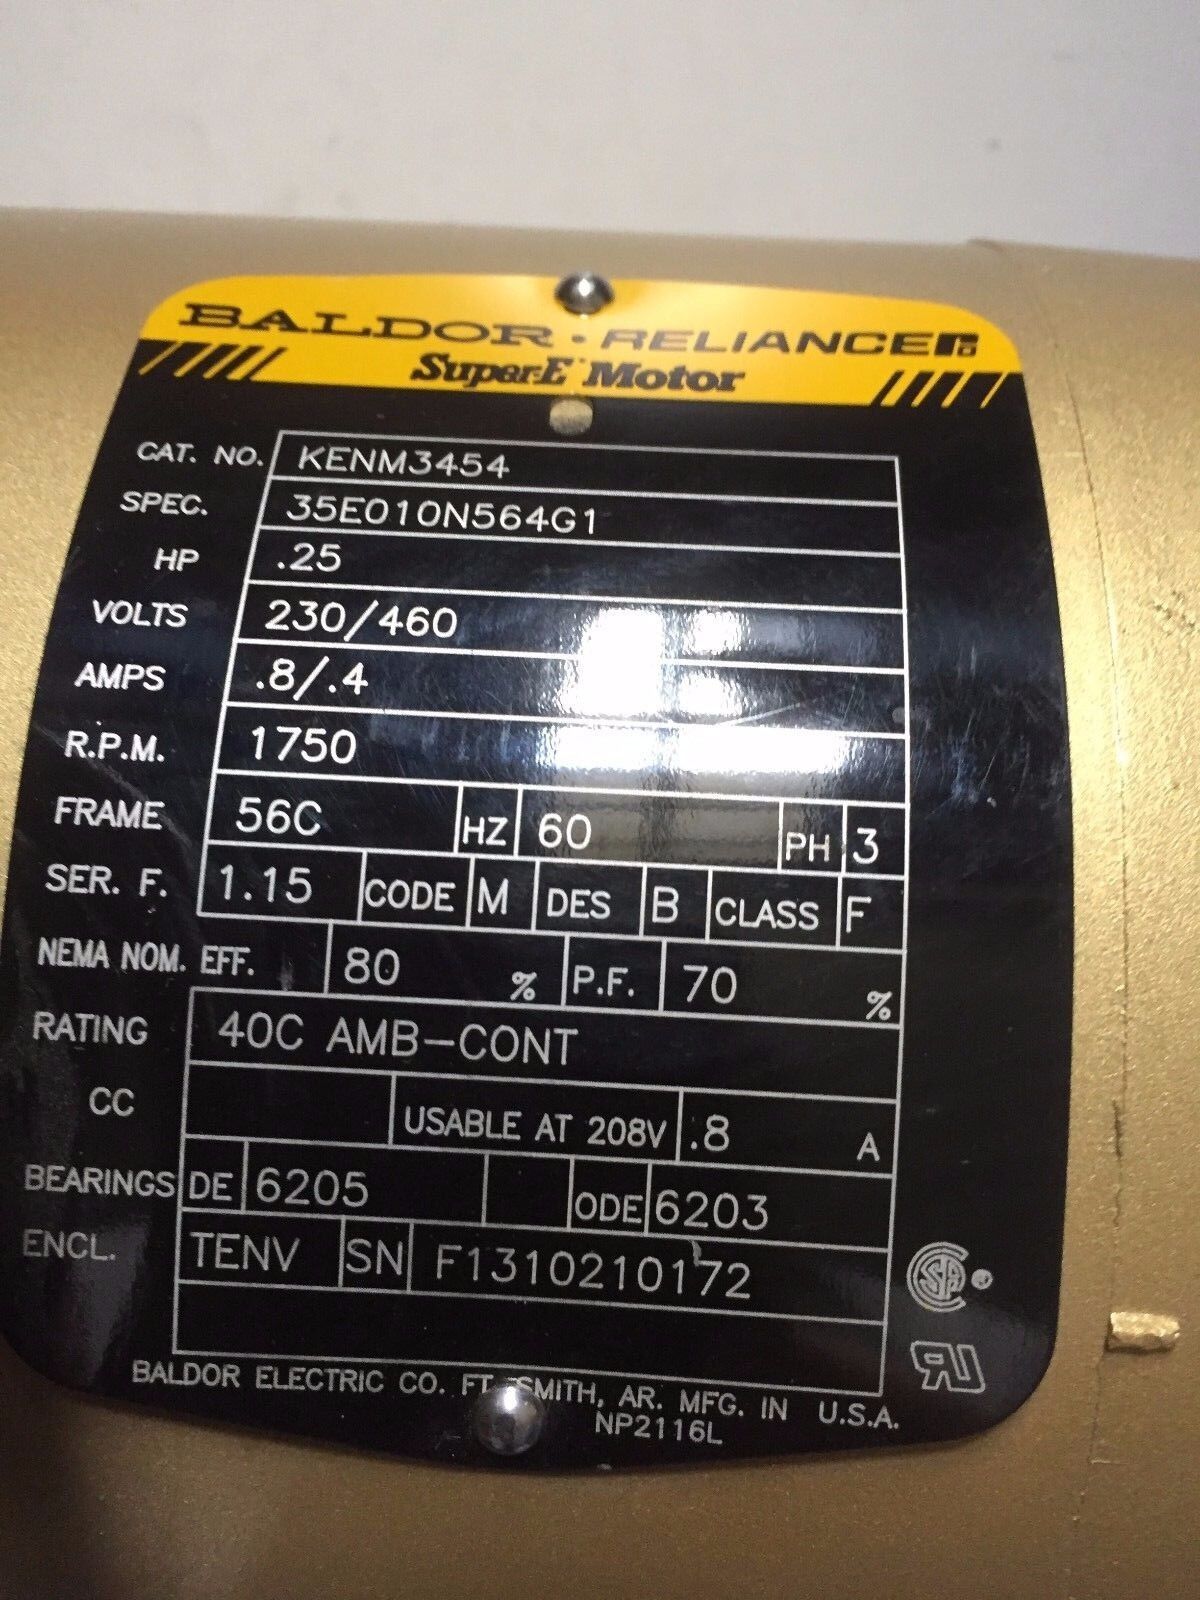 BALDOR · RELIANCE
Super-E Motor
CAT. NO. KENM3454
SPEC. 35E010N564G1
HP .25
VOLTS 230/460
AMPS .8/.4
R.P.M. 1750
FRAME 56C HZ 60 PH 3
SER. F. 1.15 CODE M DES B CLASS F
NEMA NOM. EFF. 80 % P.F. 70 %
RATING 40C AMB-CONT
CC USABLE AT 208V .8 A
BEARINGS DE 6205 ODE 6203
ENCL. TENV SN F1310210172
SA ®
RU
BALDOR ELECTRIC CO. FT. SMITH, AR. MFG. IN U.S.A.
NP2116L